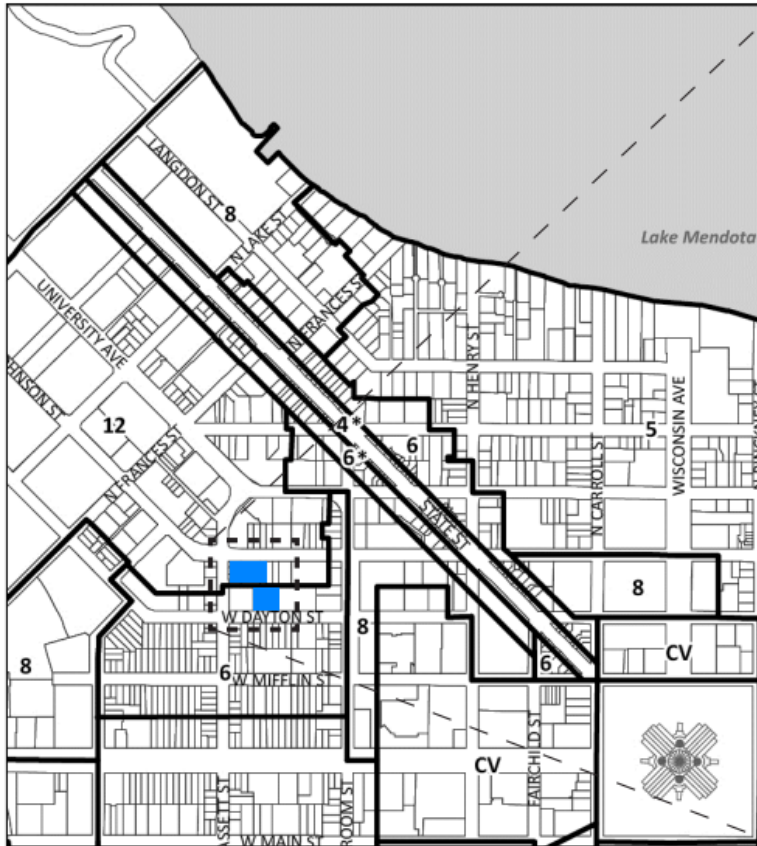 LANGDON ST
8
N LAKE ST
Lake Mendota
UNIVERSITY AVE
N FRANCES ST
N HENRY ST
WISCONSIN AVE
12
4*
6*
6
5
N CARROLL ST
N FRANCES ST
STATE ST
8
W DAYTON ST
8
6
CV
8
6
W MIFFLIN ST
CV
FAIRCHILD ST
W MAIN ST